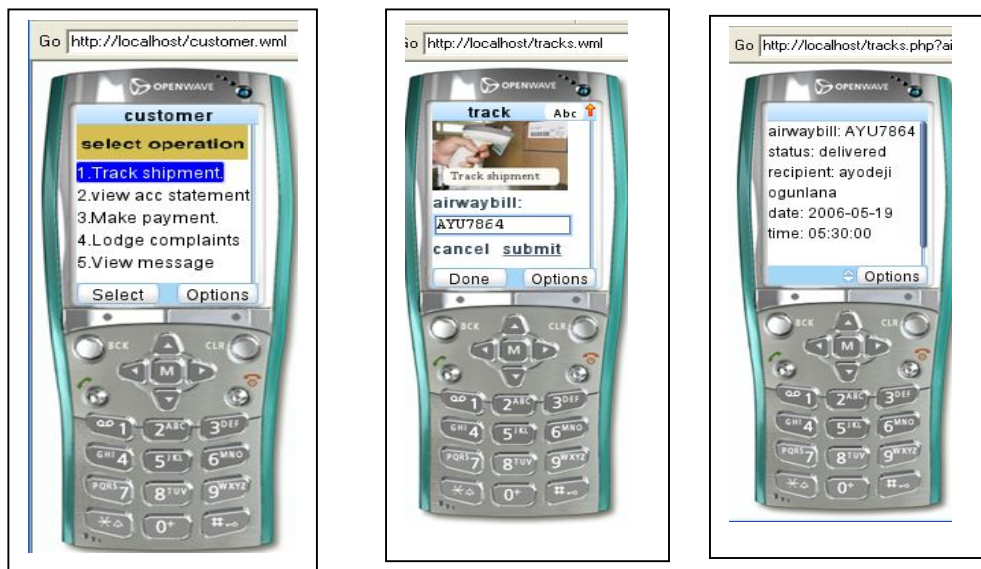 Go http://localhost/customer.wml
OPENWAVE
customer
select operation
1.Track shipment.
2.view acc statement
3.Make payment.
4.Lodge complaints
5.View message
Select Options
BCK CLR
M
1 2ABC 3DEF
GHI4 5JKL 6MNO
PQRS7 8TUV 9WXYZ
0+ #
Go http://localhost/tracks.wml
OPENWAVE
track Abc
Track shipment
airwaybill:
AYU7864
cancel submit
Done Options
BCK CLR
M
1 2ABC 3DEF
GHI4 5JKL 6MNO
PQRS7 8TUV 9WXYZ
0+ #
Go http://localhost/tracks.php?ai
OPENWAVE
airwaybill: AYU7864
status: delivered
recipient: ayodeji
ogunlana
date: 2006-05-19
time: 05:30:00
Options
BCK CLR
M
1 2ABC 3DEF
GHI4 5JKL 6MNO
PQRS7 8TUV 9WXYZ
0+ #